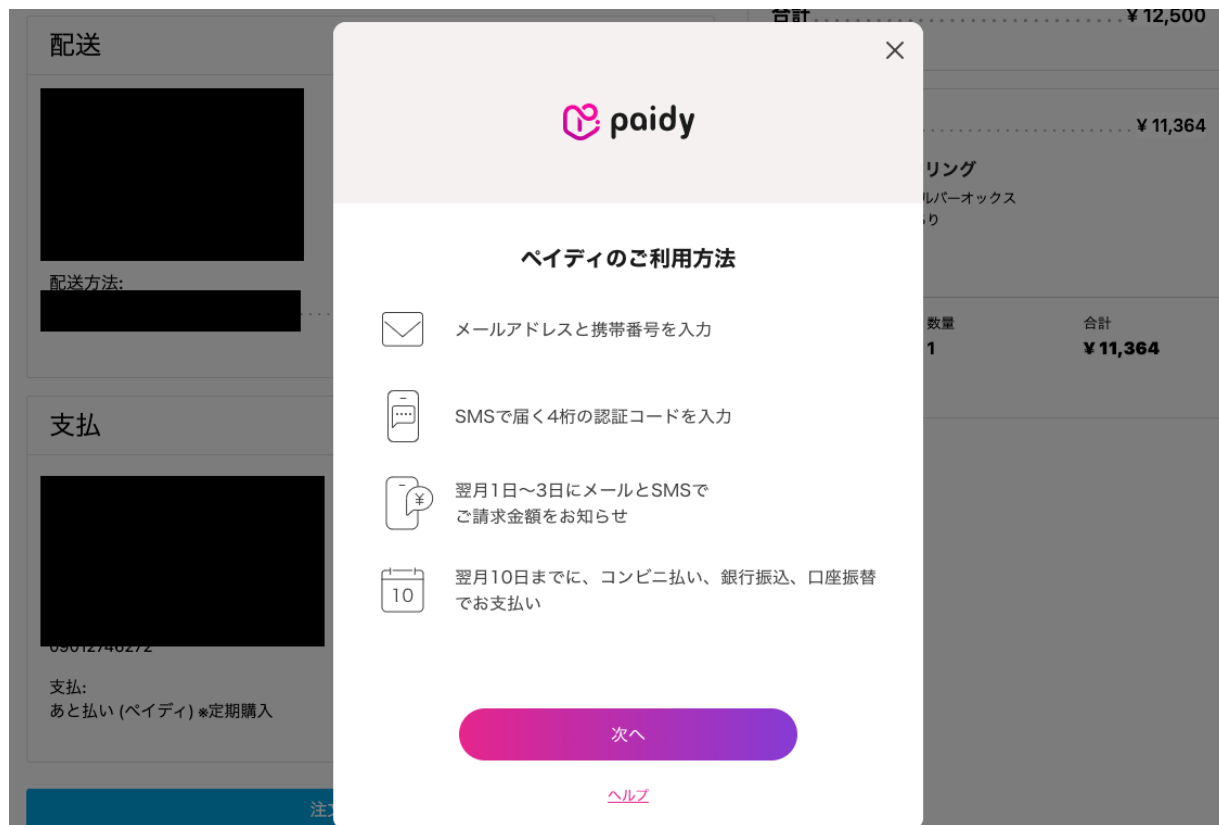 配送
配送方法:
支払
支払:
あと払い (ペイディ) ※定期購入
paidy
ペイディのご利用方法
メールアドレスと携帯番号を入力
SMSで届く4桁の認証コードを入力
翌月1日〜3日にメールとSMSで
ご請求金額をお知らせ
翌月10日までに、コンビニ払い、銀行振込、口座振替
でお支払い
10
次へ
ヘルプ
合計 ¥ 12,500
¥ 11,364
リング
ルバーオックス
り
数量 合計
1 ¥ 11,364